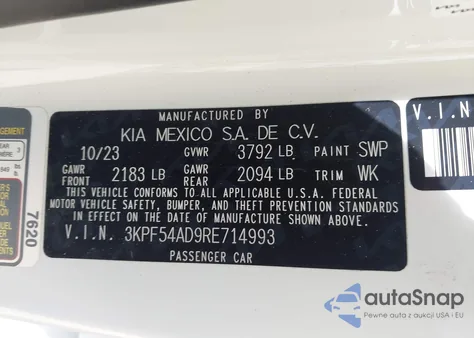 MANUFACTURED BY
KIA MEXICO S.A. DE C.V.
10/23 GVWR 3792 LB PAINT SWP
GAWR FRONT 2183 LB GAWR REAR 2094 LB TRIM WK
THIS VEHICLE CONFORMS TO ALL APPLICABLE U.S.A. FEDERAL
MOTOR VEHICLE SAFETY, BUMPER, AND THEFT PREVENTION STANDARDS
IN EFFECT ON THE DATE OF MANUFACTURE SHOWN ABOVE.
V.I.N. 3KPF54AD9RE714993
PASSENGER CAR
7620
V.I.N
autoSnap
Pewne auta z aukcji USA i EU